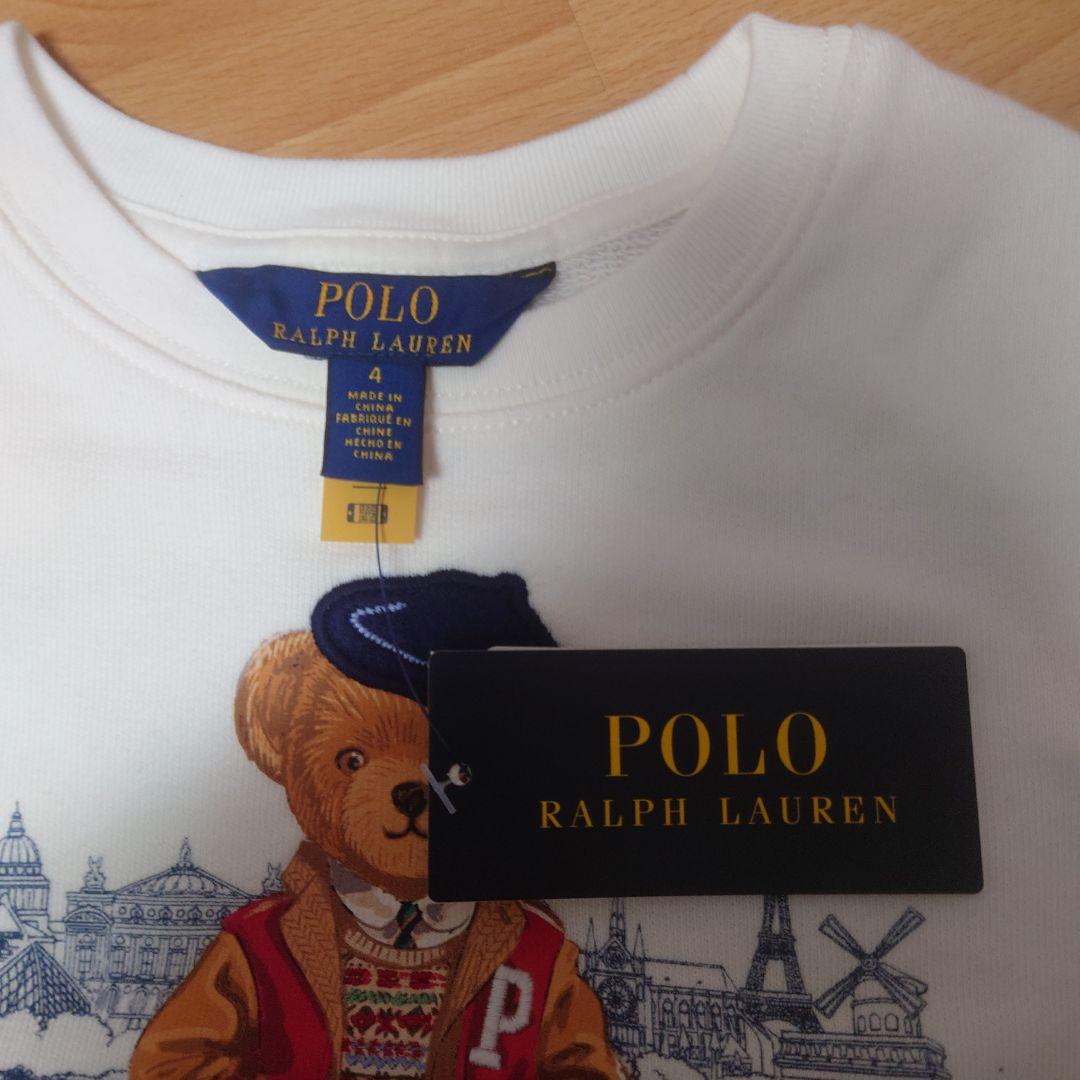 POLO
RALPH LAUREN
4
MADE IN
CHINA
FABRIQUÉ EN
CHINE
HECHO EN
CHINA
POLO
RALPH LAUREN
P